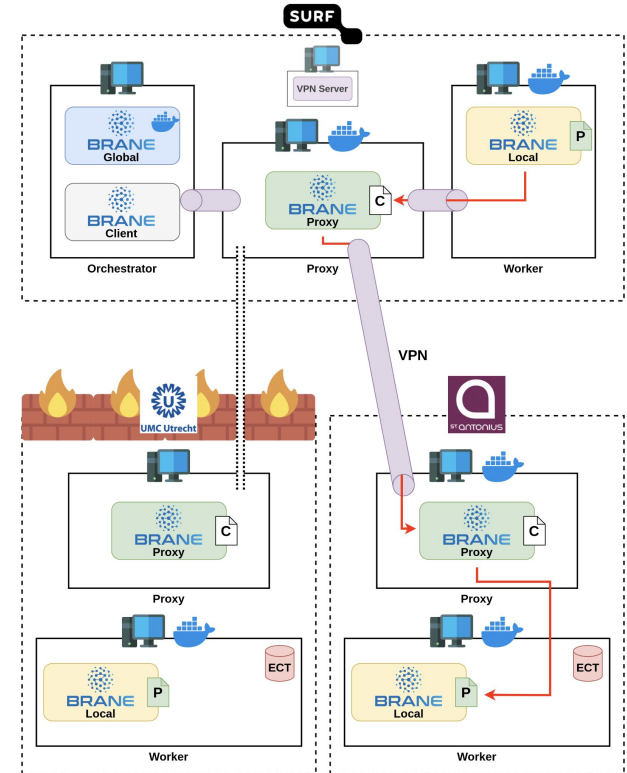 SURF
VPN Server
BRANE
Global
BRANE
Client
Orchestrator
BRANE
Proxy
C
Proxy
BRANE
Local
P
Worker
VPN
U
UMC Utrecht
ST antonius
BRANE
Proxy
C
Proxy
BRANE
Proxy
C
Proxy
ECT
BRANE
Local
P
Worker
ECT
BRANE
Local
P
Worker